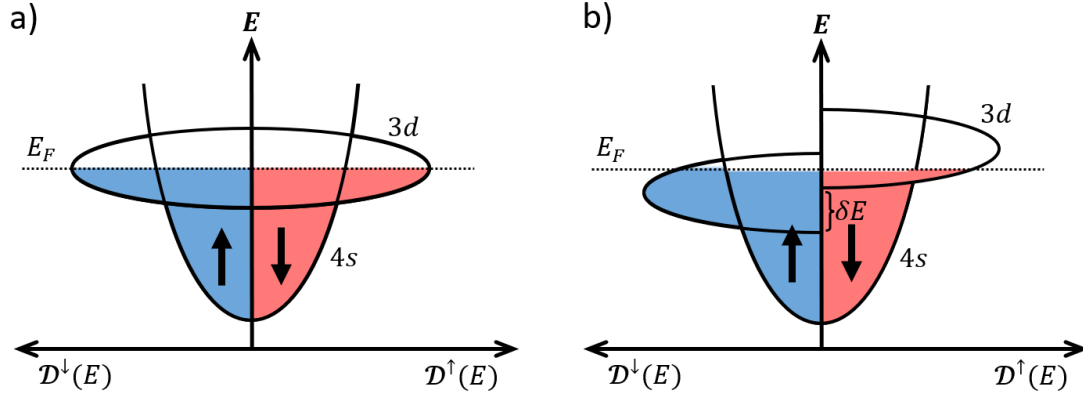 a)
E
3d
E_F
4s
𝒟↓(E)
𝒟↑(E)
b)
E
3d
E_F
δE
4s
𝒟↓(E)
𝒟↑(E)